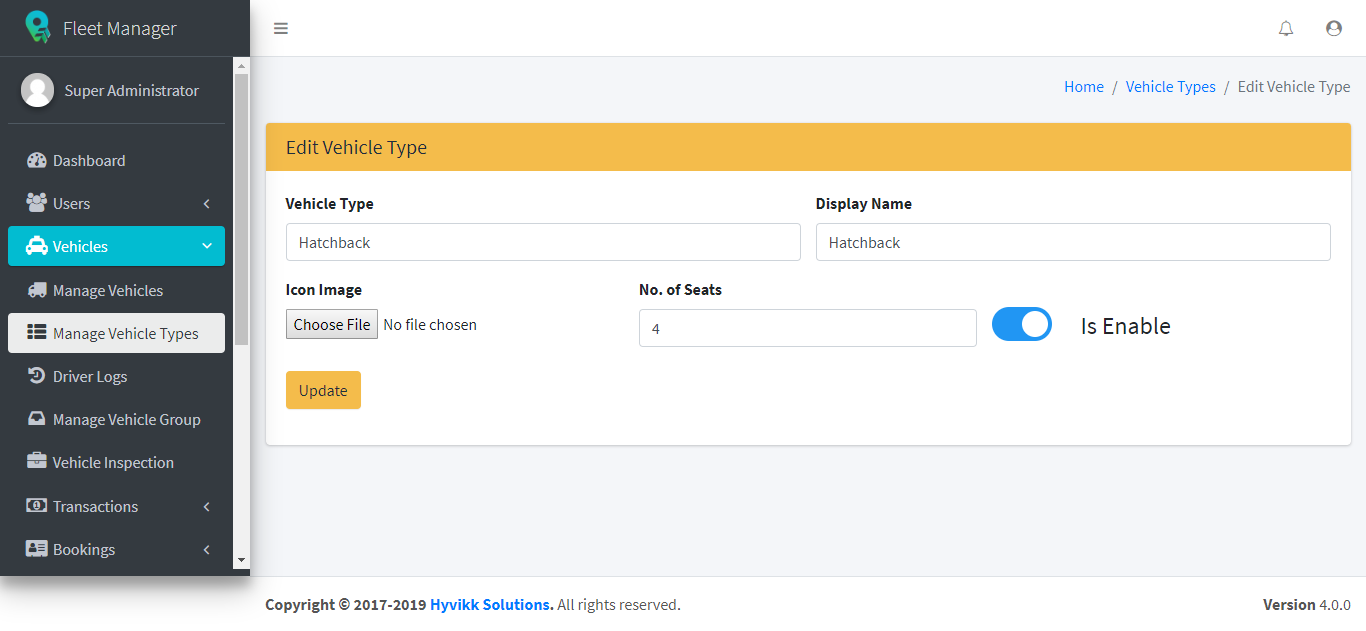 Fleet Manager
Super Administrator
Dashboard
Users
Vehicles
Manage Vehicles
Manage Vehicle Types
Driver Logs
Manage Vehicle Group
Vehicle Inspection
Transactions
Bookings
Home / Vehicle Types / Edit Vehicle Type
Edit Vehicle Type
Vehicle Type Display Name
Hatchback Hatchback
Icon Image No. of Seats
Choose File No file chosen 4 Is Enable
Update
Copyright © 2017-2019 Hyvikk Solutions. All rights reserved. Version 4.0.0